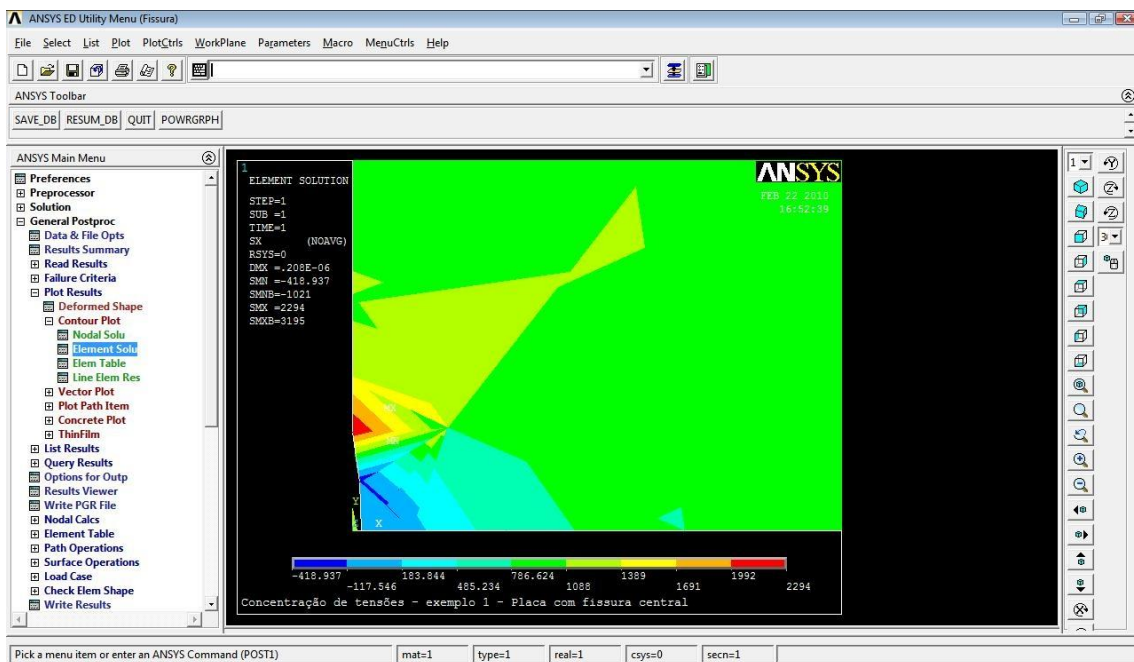 ANSYS ED Utility Menu (Fissura)
File Select List Plot PlotCtrls WorkPlane Parameters Macro MenuCtrls Help
ANSYS Toolbar
SAVE_DB RESUM_DB QUIT POWRGRPH
ANSYS Main Menu
Preferences
Preprocessor
Solution
General Postproc
Data & File Opts
Results Summary
Read Results
Failure Criteria
Plot Results
Deformed Shape
Contour Plot
Nodal Solu
Element Solu
Elem Table
Line Elem Res
Vector Plot
Plot Path Item
Concrete Plot
ThinFilm
List Results
Query Results
Options for Outp
Results Viewer
Write PGR File
Nodal Calcs
Element Table
Path Operations
Surface Operations
Load Case
Check Elem Shape
Write Results
1
ELEMENT SOLUTION
STEP=1
SUB =1
TIME=1
SX (NOAVG)
RSYS=0
DMX =.208E-06
SMN =-418.937
SMNB=-1021
SMX =2294
SMXB=3195
ANSYS
FEB 22 2010
16:52:39
MX
MN
Y
X
-418.937 183.844 786.624 1389 1992
-117.546 485.234 1088 1691 2294
Concentração de tensões - exemplo 1 - Placa com fissura central
1
Pick a menu item or enter an ANSYS Command (POST1) mat=1 type=1 real=1 csys=0 secn=1